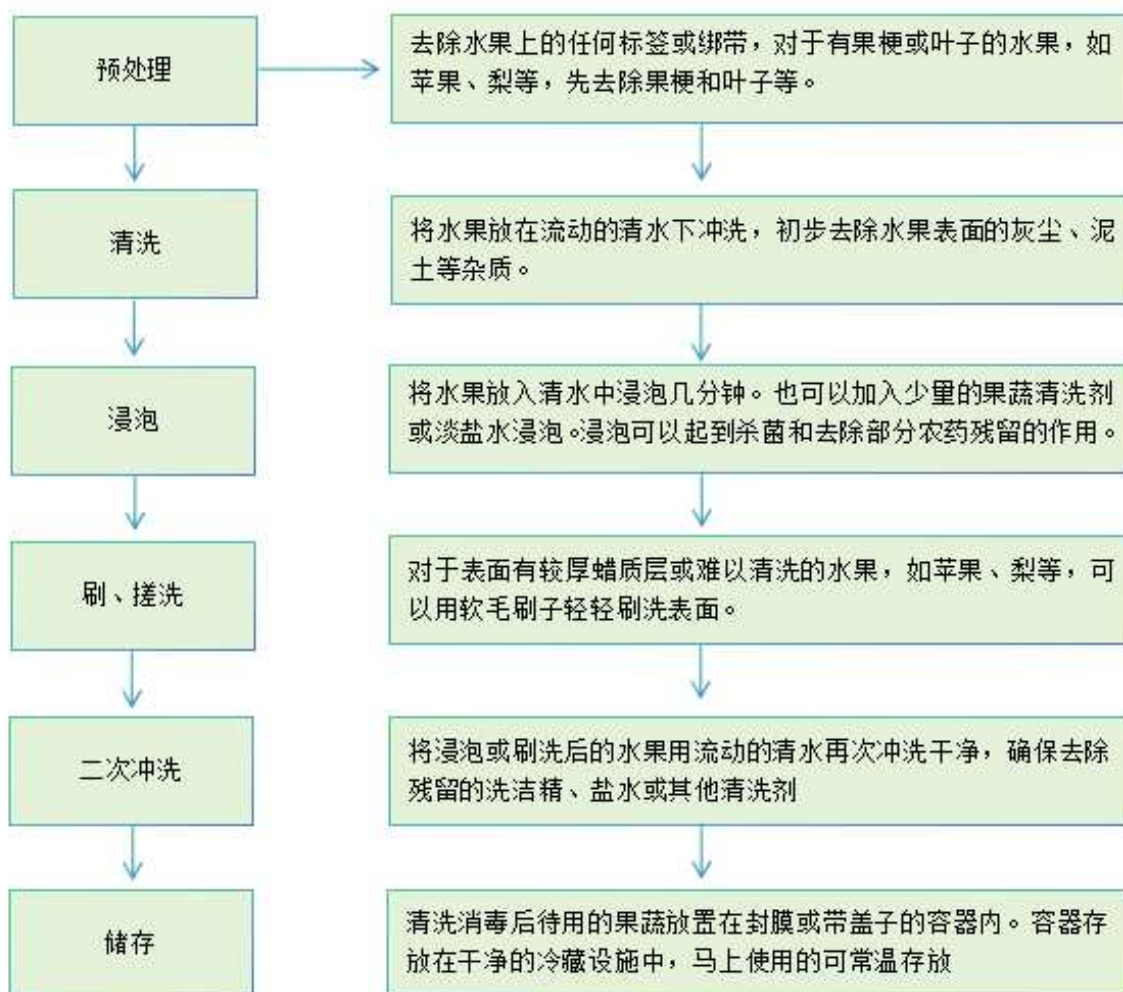 预处理
去除水果上的任何标签或绑带，对于有果梗或叶子的水果，如
苹果、梨等，先去除果梗和叶子等。
清洗
将水果放在流动的清水下冲洗，初步去除水果表面的灰尘、泥
土等杂质。
浸泡
将水果放入清水中浸泡几分钟。也可以加入少量的果蔬清洗剂
或淡盐水浸泡。浸泡可以起到杀菌和去除部分农药残留的作用。
刷、搓洗
对于表面有较厚蜡质层或难以清洗的水果，如苹果、梨等，可
以用软毛刷子轻轻刷洗表面。
二次冲洗
将浸泡或刷洗后的水果用流动的清水再次冲洗干净，确保去除
残留的洗洁精、盐水或其他清洗剂
储存
清洗消毒后待用的果蔬放置在封膜或带盖子的容器内。容器存
放在干净的冷藏设施中，马上使用的可常温存放